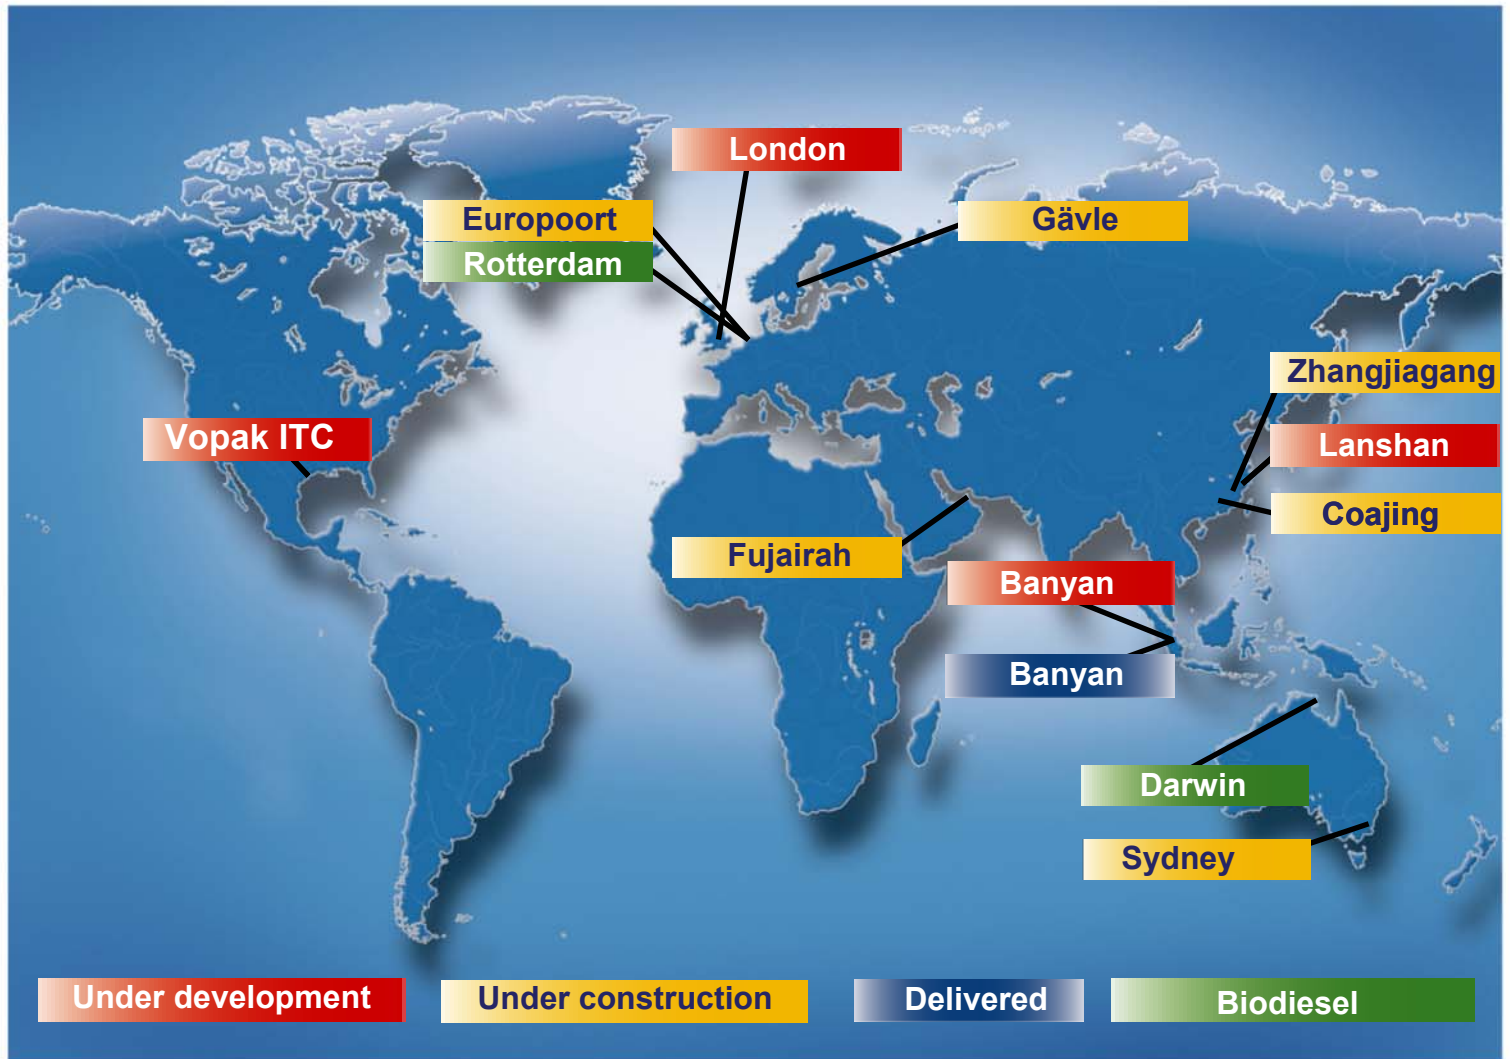 London
Europoort
Gävle
Rotterdam
Zhangjiagang
Vopak ITC
Lanshan
Coajing
Fujairah
Banyan
Banyan
Darwin
Sydney
Under development
Under construction
Delivered
Biodiesel